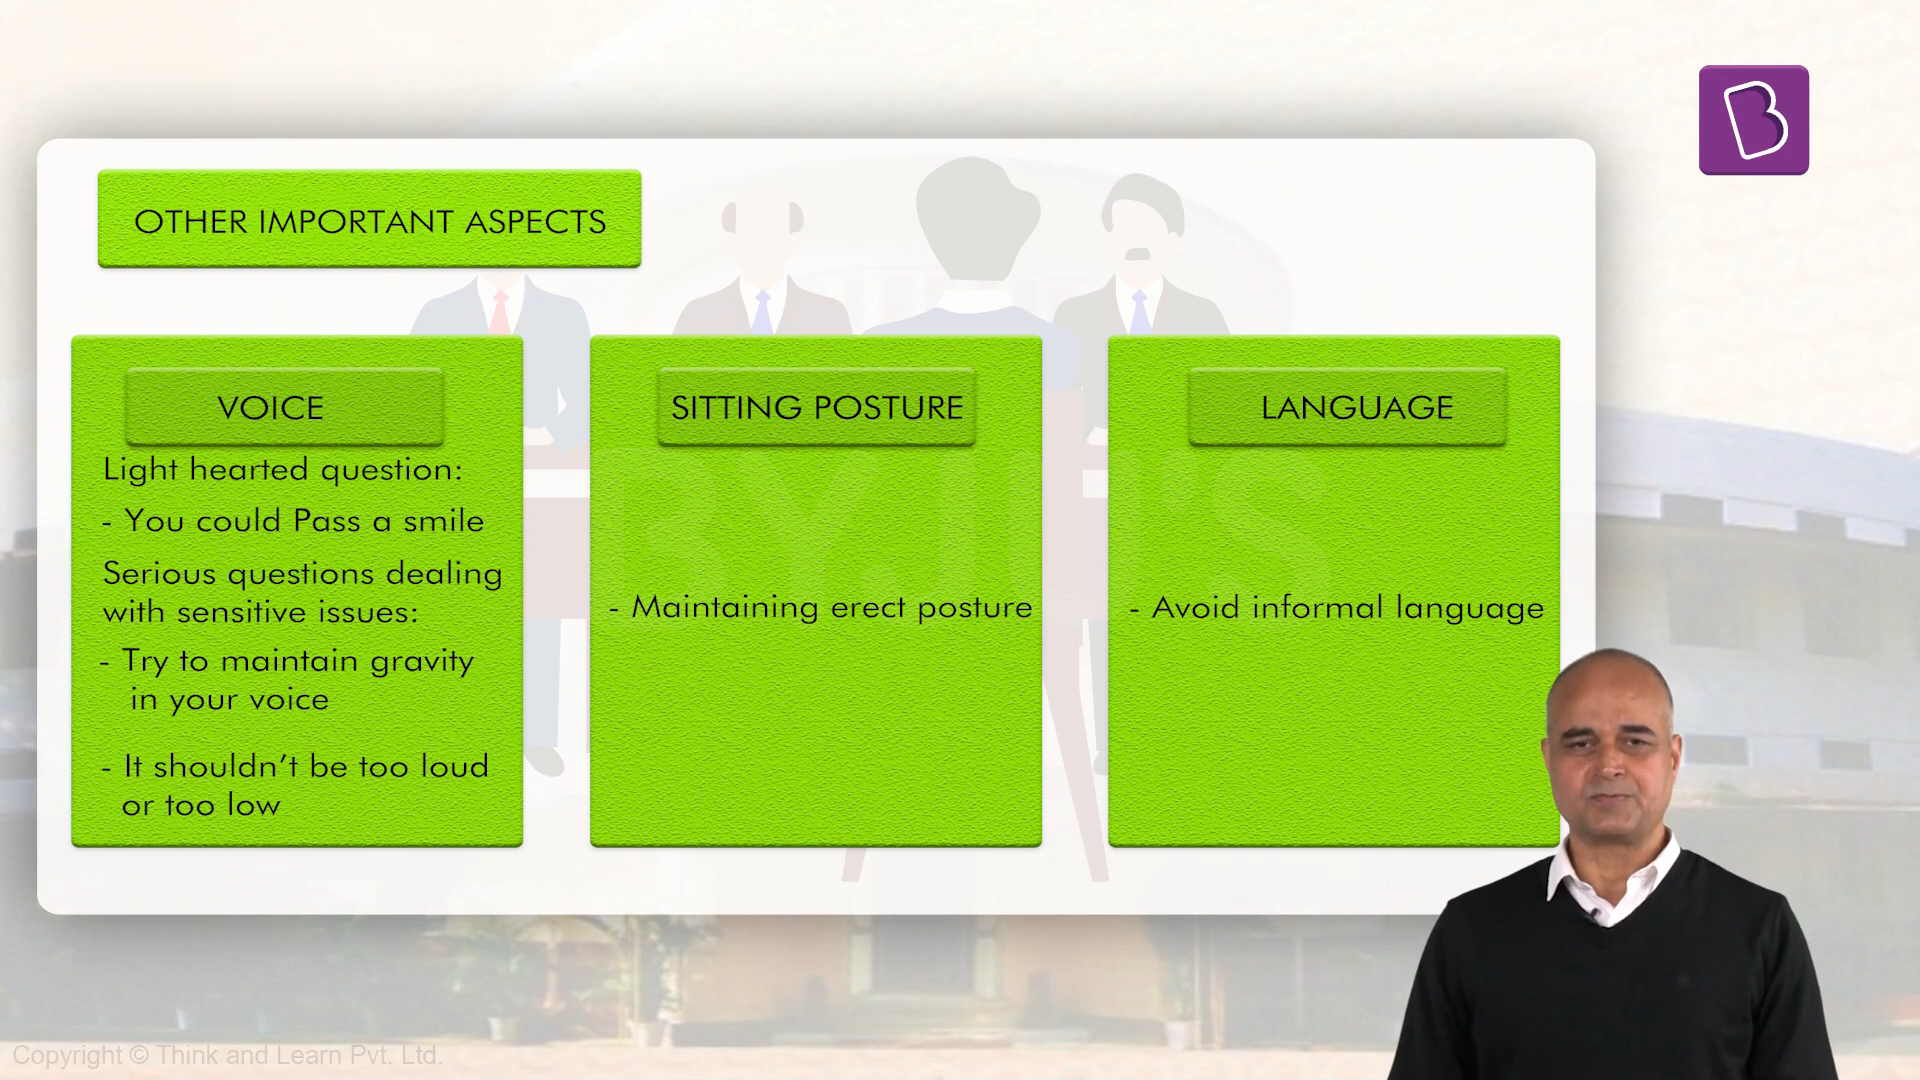 OTHER IMPORTANT ASPECTS
VOICE
Light hearted question:
- You could Pass a smile
Serious questions dealing
with sensitive issues:
- Try to maintain gravity
in your voice
- It shouldn't be too loud
or too low
SITTING POSTURE
- Maintaining erect posture
LANGUAGE
- Avoid informal language
BYJU'S
B
Copyright © Think and Learn Pvt. Ltd.